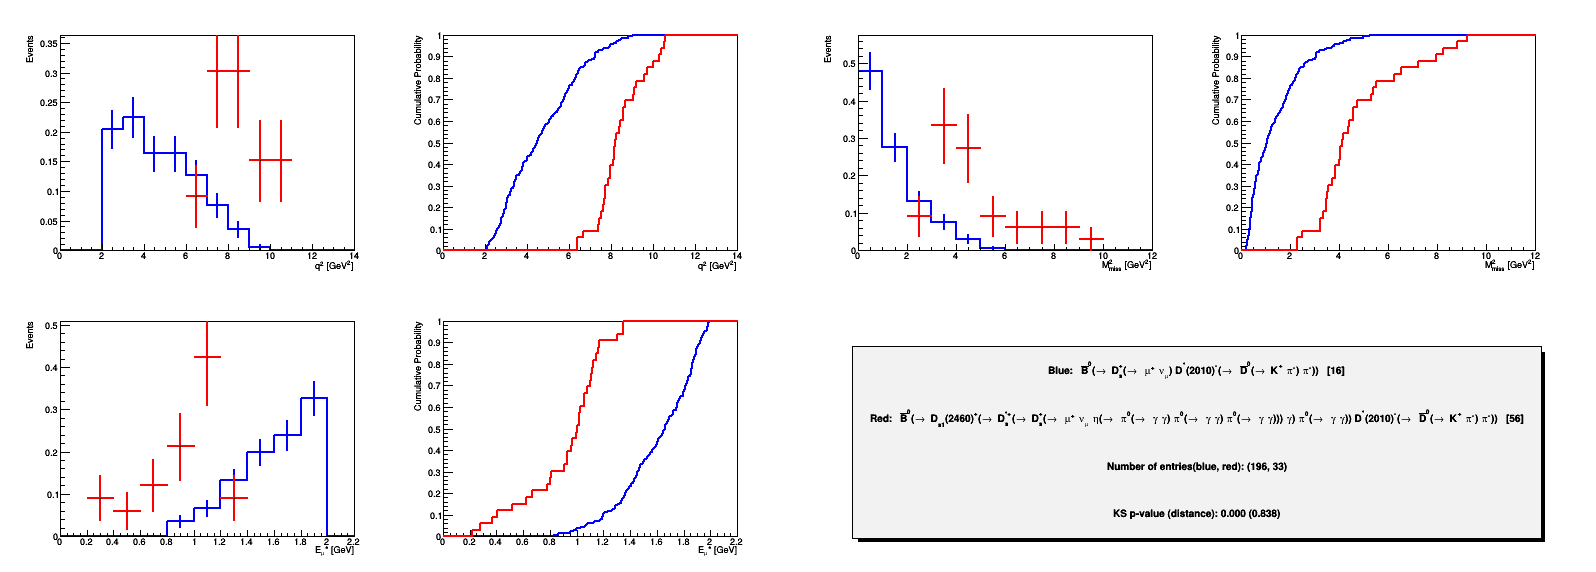 Events
0.35
0.3
0.25
0.2
0.15
0.1
0.05
0
0 2 4 6 8 10 12 14
q² [GeV²]
Cumulative Probability
1
0.9
0.8
0.7
0.6
0.5
0.4
0.3
0.2
0.1
0
0 2 4 6 8 10 12 14
q² [GeV²]
Events
0.5
0.4
0.3
0.2
0.1
0
0 2 4 6 8 10 12
M²miss [GeV²]
Cumulative Probability
1
0.9
0.8
0.7
0.6
0.5
0.4
0.3
0.2
0.1
0
0 2 4 6 8 10 12
M²miss [GeV²]
Events
0.5
0.4
0.3
0.2
0.1
0
0 0.2 0.4 0.6 0.8 1 1.2 1.4 1.6 1.8 2 2.2
Eμ* [GeV]
Cumulative Probability
1
0.9
0.8
0.7
0.6
0.5
0.4
0.3
0.2
0.1
0
0 0.2 0.4 0.6 0.8 1 1.2 1.4 1.6 1.8 2 2.2
Eμ* [GeV]
Blue: B̅⁰(→ Dₛ⁺(→ μ⁺ νμ) D*(2010)⁻(→ D̅⁰(→ K⁺ π⁻) π⁻)) [16]
Red: B̅⁰(→ Dₛ₁(2460)⁺(→ Dₛ*⁺(→ Dₛ⁺(→ μ⁺ νμ η(→ π⁰(→ γ γ) π⁰(→ γ γ) π⁰(→ γ γ))) γ) π⁰(→ γ γ)) D*(2010)⁻(→ D̅⁰(→ K⁺ π⁻) π⁻)) [56]
Number of entries(blue, red): (196, 33)
KS p-value (distance): 0.000 (0.838)